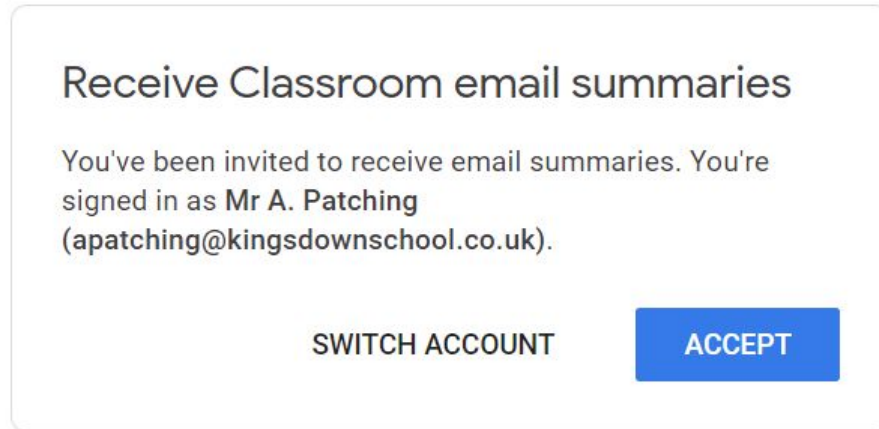 Receive Classroom email summaries
You've been invited to receive email summaries. You're
signed in as Mr A. Patching
(apatching@kingsdownschool.co.uk).
SWITCH ACCOUNT ACCEPT